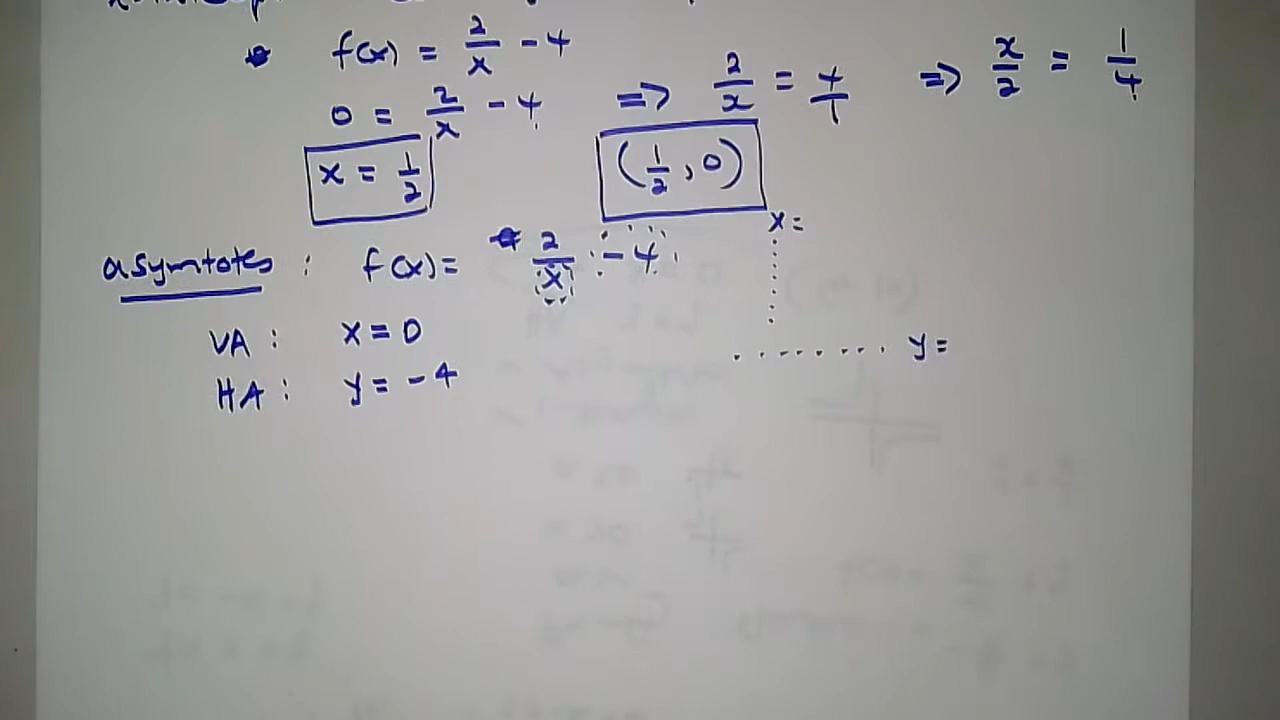 f(x) = 2/x - 4
0 = 2/x - 4 => 2/x = 4/1 => x/2 = 1/4
x = 1/2 (1/2, 0)
x =
asymtotes : f(x) = 2/x - 4
VA : x = 0
y =
HA : y = -4